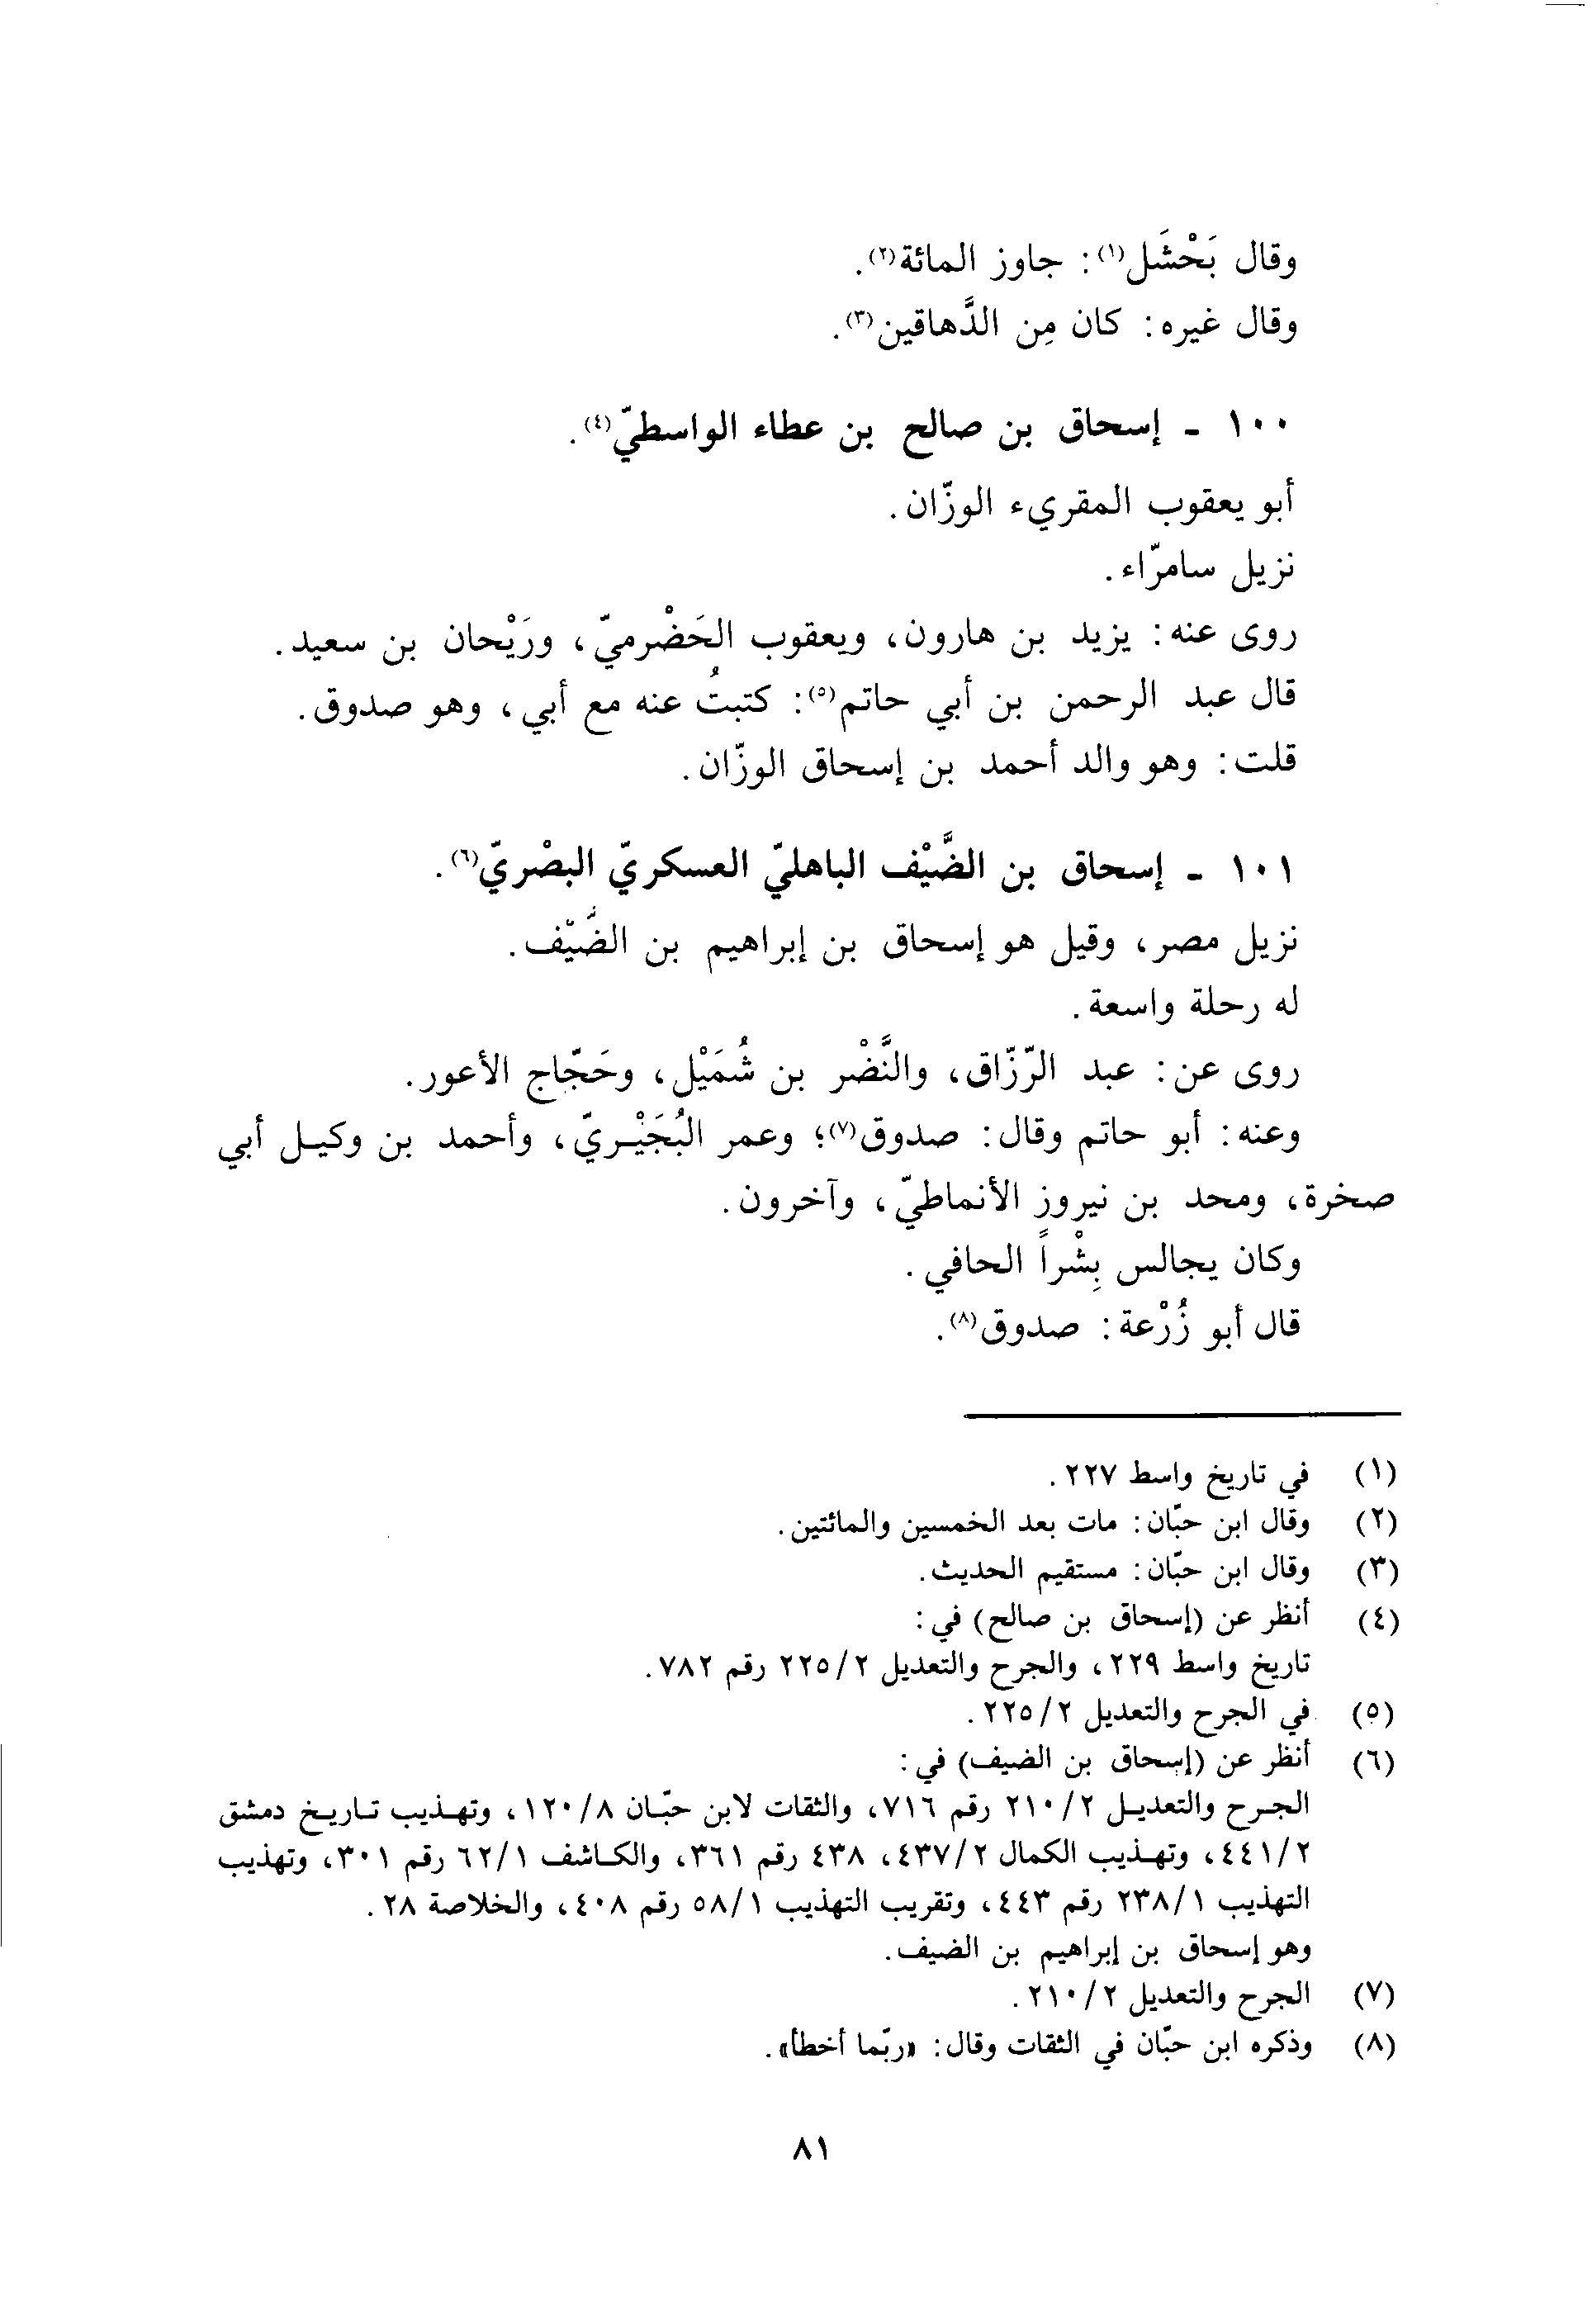 وقال بَحْشَل(١): جاوز المائة(٢).
وقال غيره: كان مِن الدَّهاقين(٣).
١٠٠ - إسحاق بن صالح بن عطاء الواسطيّ(٤).
أبو يعقوب المقريء الوزّان.
نزيل سامرّاء.
روى عنه: يزيد بن هارون، ويعقوب الحَضْرميّ، ورَيْحان بن سعيد.
قال عبد الرحمن بن أبي حاتم(٥): كتبتُ عنه مع أبي، وهو صدوق.
قلت: وهو والد أحمد بن إسحاق الوزّان.
١٠١ - إسحاق بن الضَّيْف الباهليّ العسكريّ البصْريّ(٦).
نزيل مصر، وقيل هو إسحاق بن إبراهيم بن الضَّيْف.
له رحلة واسعة.
روى عن: عبد الرّزّاق، والنَّضْر بن شُمَيْل، وحَجّاج الأعور.
وعنه: أبو حاتم وقال: صدوق(٧)؛ وعمر البُجَيْريّ، وأحمد بن وكيل أبي
صخرة، ومحد بن نيروز الأنماطيّ، وآخرون.
وكان يجالس بِشْراً الحافي.
قال أبو زُرْعة: صدوق(٨).
(١) في تاريخ واسط ٢٢٧.
(٢) وقال ابن حبّان: مات بعد الخمسين والمائتين.
(٣) وقال ابن حبّان: مستقيم الحديث.
(٤) أنظر عن (إسحاق بن صالح) في:
تاريخ واسط ٢٢٩، والجرح والتعديل ٢/ ٢٢٥ رقم ٧٨٢.
(٥) في الجرح والتعديل ٢/ ٢٢٥.
(٦) أنظر عن (إسحاق بن الضيف) في:
الجرح والتعديل ٢/ ٢١٠ رقم ٧١٦، والثقات لابن حبّان ٨/ ١٢٠، وتهذيب تاريخ دمشق
٢/ ٤٤١، وتهذيب الكمال ٢/ ٤٣٧، ٤٣٨ رقم ٣٦١، والكاشف ١/ ٦٢ رقم ٣٠١، وتهذيب
التهذيب ١/ ٢٣٨ رقم ٤٤٣، وتقريب التهذيب ١/ ٥٨ رقم ٤٠٨، والخلاصة ٢٨.
وهو إسحاق بن إبراهيم بن الضيف.
(٧) الجرح والتعديل ٢/ ٢١٠.
(٨) وذكره ابن حبّان في الثقات وقال: «ربّما أخطأ».
٨١